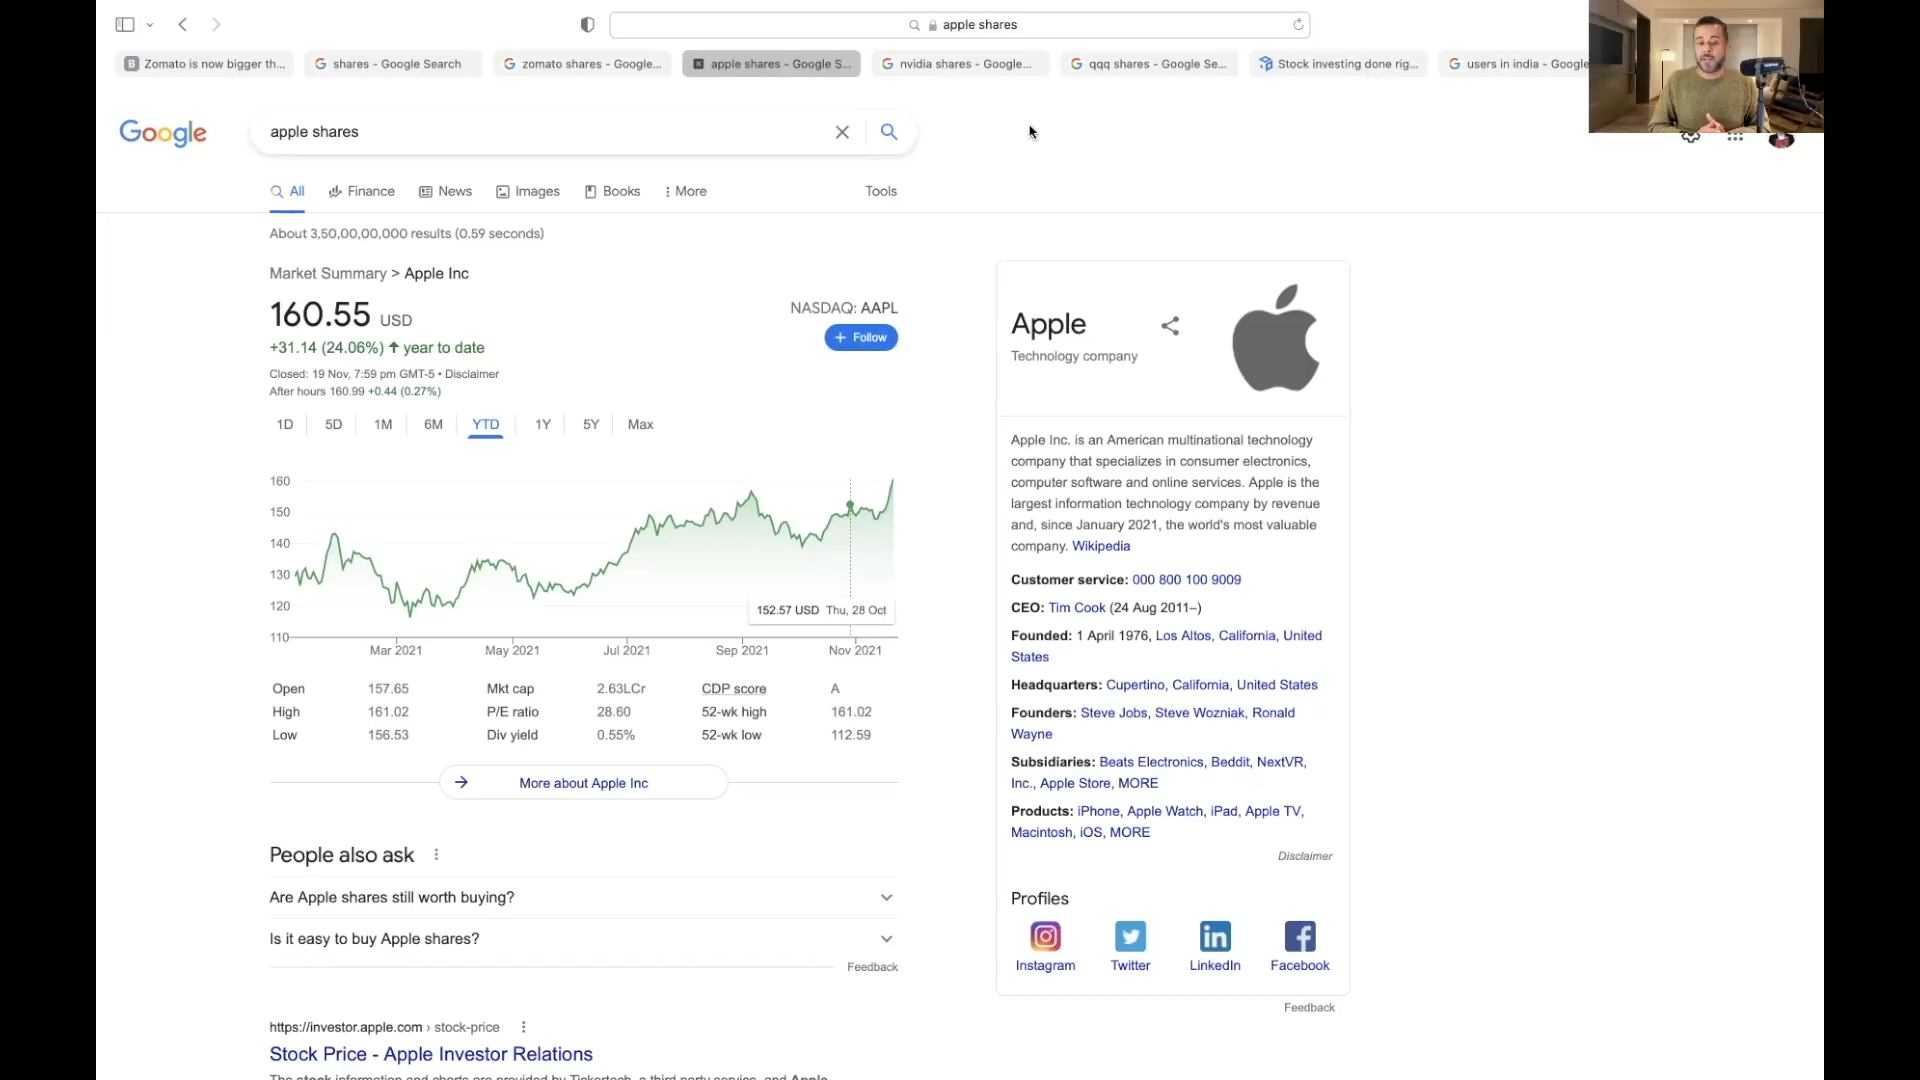 apple shares
Zomato is now bigger th...
shares - Google Search
zomato shares - Google...
apple shares - Google S...
nvidia shares - Google...
qqq shares - Google Se...
Stock investing done rig...
users in india - Google
Google
apple shares
All
Finance
News
Images
Books
More
Tools
About 3,50,00,00,000 results (0.59 seconds)
Market Summary > Apple Inc
160.55 USD
NASDAQ: AAPL
+31.14 (24.06%) ↑ year to date
+ Follow
Closed: 19 Nov, 7:59 pm GMT-5 • Disclaimer
After hours 160.99 +0.44 (0.27%)
1D 5D 1M 6M YTD 1Y 5Y Max
160
150
140
130
120
110
152.57 USD Thu, 28 Oct
Mar 2021 May 2021 Jul 2021 Sep 2021 Nov 2021
Open 157.65 Mkt cap 2.63LCr CDP score A
High 161.02 P/E ratio 28.60 52-wk high 161.02
Low 156.53 Div yield 0.55% 52-wk low 112.59
More about Apple Inc
People also ask
Are Apple shares still worth buying?
Is it easy to buy Apple shares?
Feedback
https://investor.apple.com › stock-price
Stock Price - Apple Investor Relations
The stock information and charts are provided by Tickertech, a third party service, and Apple
Apple
Technology company
Apple Inc. is an American multinational technology
company that specializes in consumer electronics,
computer software and online services. Apple is the
largest information technology company by revenue
and, since January 2021, the world's most valuable
company. Wikipedia
Customer service: 000 800 100 9009
CEO: Tim Cook (24 Aug 2011–)
Founded: 1 April 1976, Los Altos, California, United
States
Headquarters: Cupertino, California, United States
Founders: Steve Jobs, Steve Wozniak, Ronald
Wayne
Subsidiaries: Beats Electronics, Beddit, NextVR,
Inc., Apple Store, MORE
Products: iPhone, Apple Watch, iPad, Apple TV,
Macintosh, iOS, MORE
Disclaimer
Profiles
Instagram
Twitter
LinkedIn
Facebook
Feedback